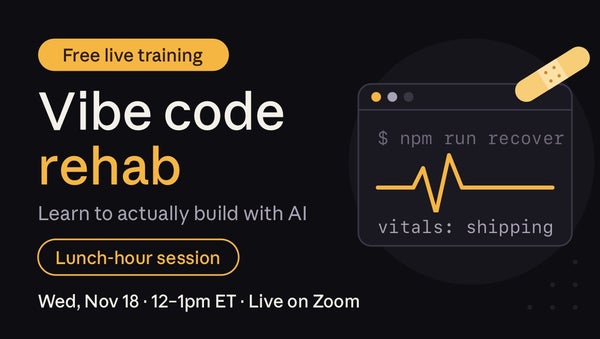 Free live training
Vibe code
rehab
Learn to actually build with AI
Lunch-hour session
Wed, Nov 18 · 12–1pm ET · Live on Zoom
$ npm run recover
vitals: shipping